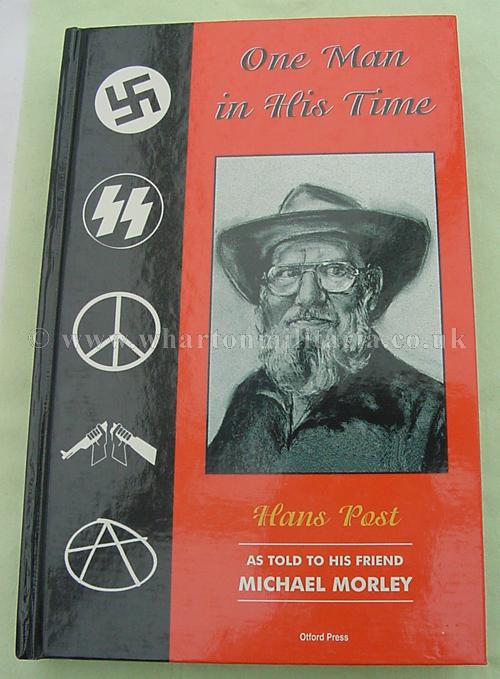 One Man
in His Time
© www.whartonmilitaria.co.uk
Hans Post
AS TOLD TO HIS FRIEND
MICHAEL MORLEY
Otford Press